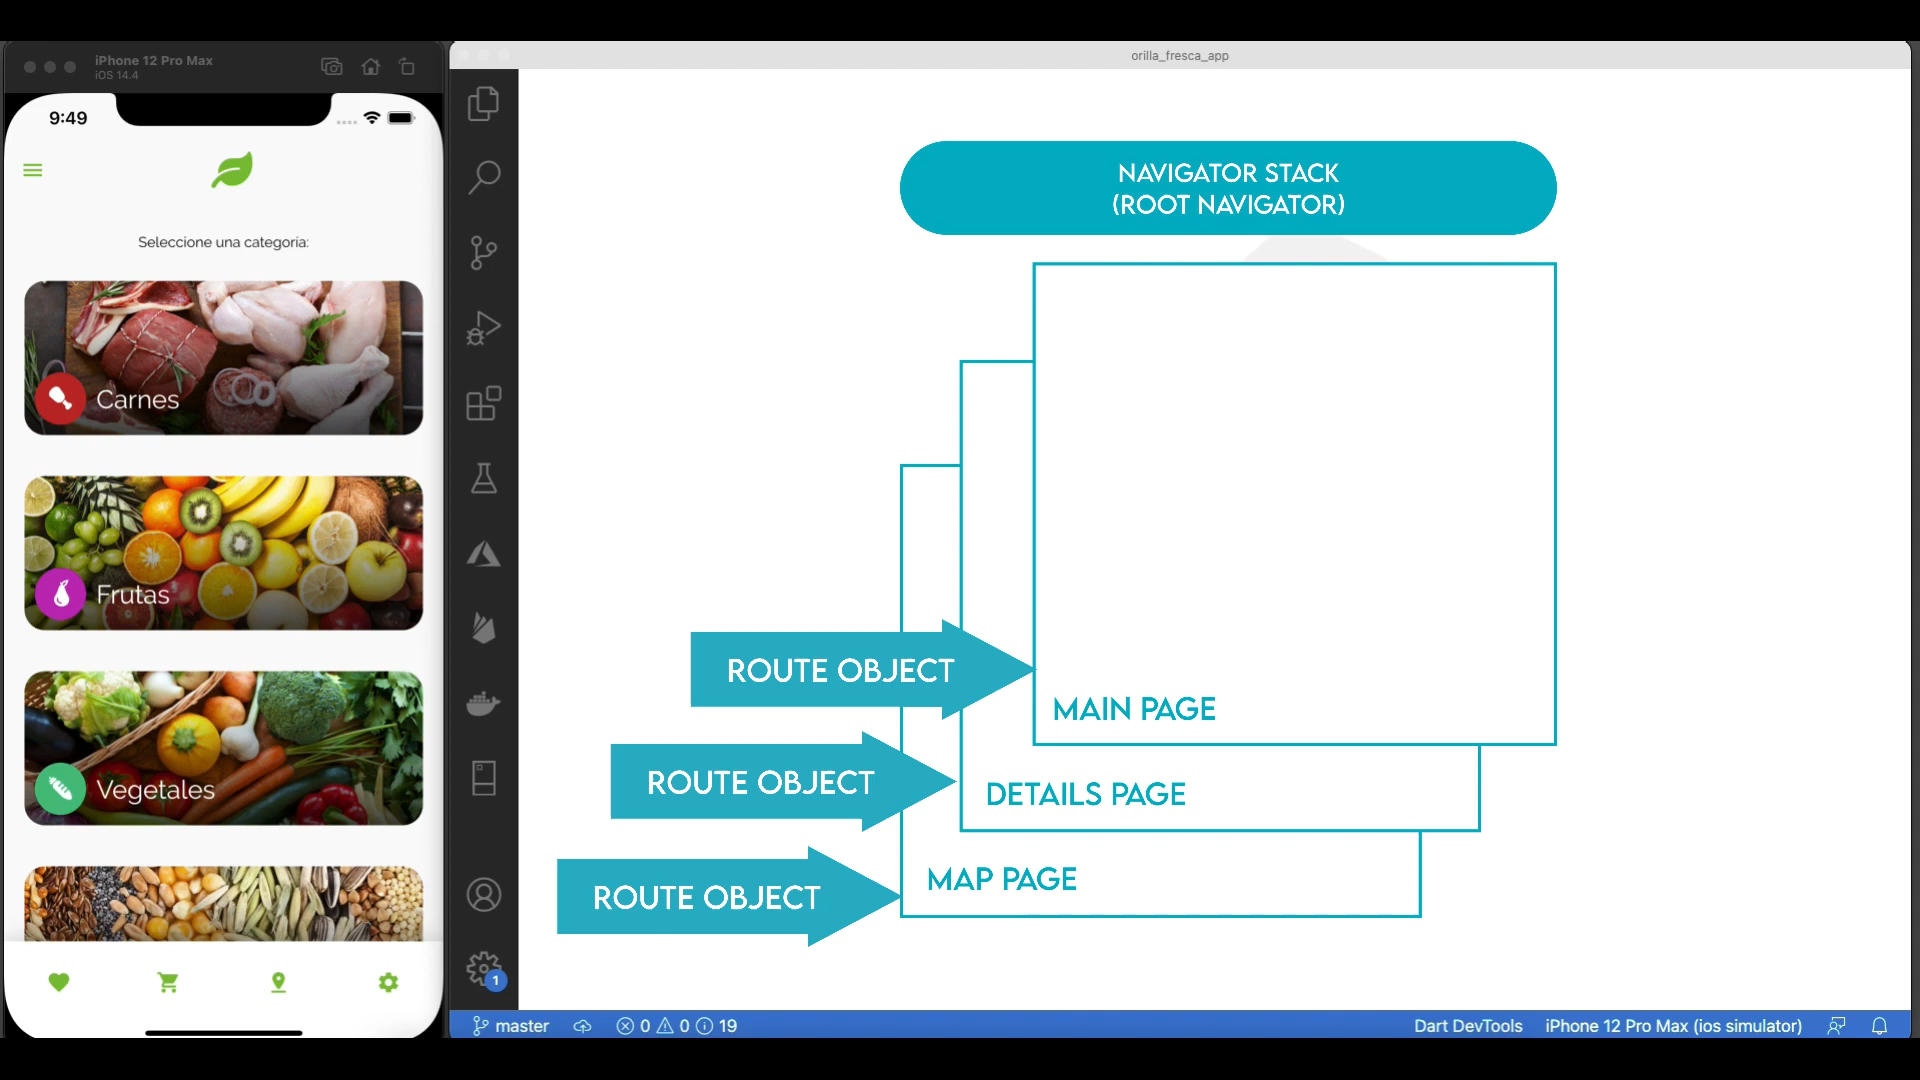 iPhone 12 Pro Max
iOS 14.4
9:49
Seleccione una categoría:
Carnes
Frutas
Vegetales
orilla_fresca_app
NAVIGATOR STACK
(ROOT NAVIGATOR)
ROUTE OBJECT
MAIN PAGE
ROUTE OBJECT
DETAILS PAGE
ROUTE OBJECT
MAP PAGE
1
master
0
0
19
Dart DevTools
iPhone 12 Pro Max (ios simulator)